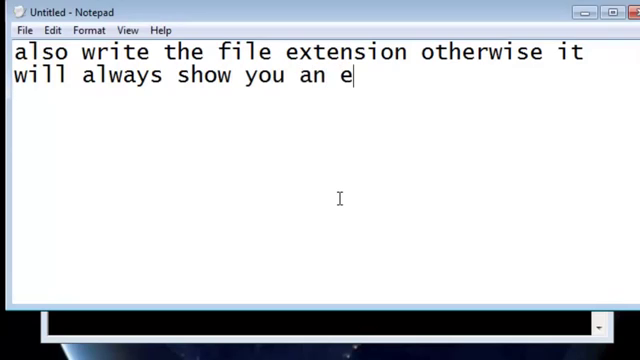 Untitled - Notepad
File Edit Format View Help
also write the file extension otherwise it
will always show you an e